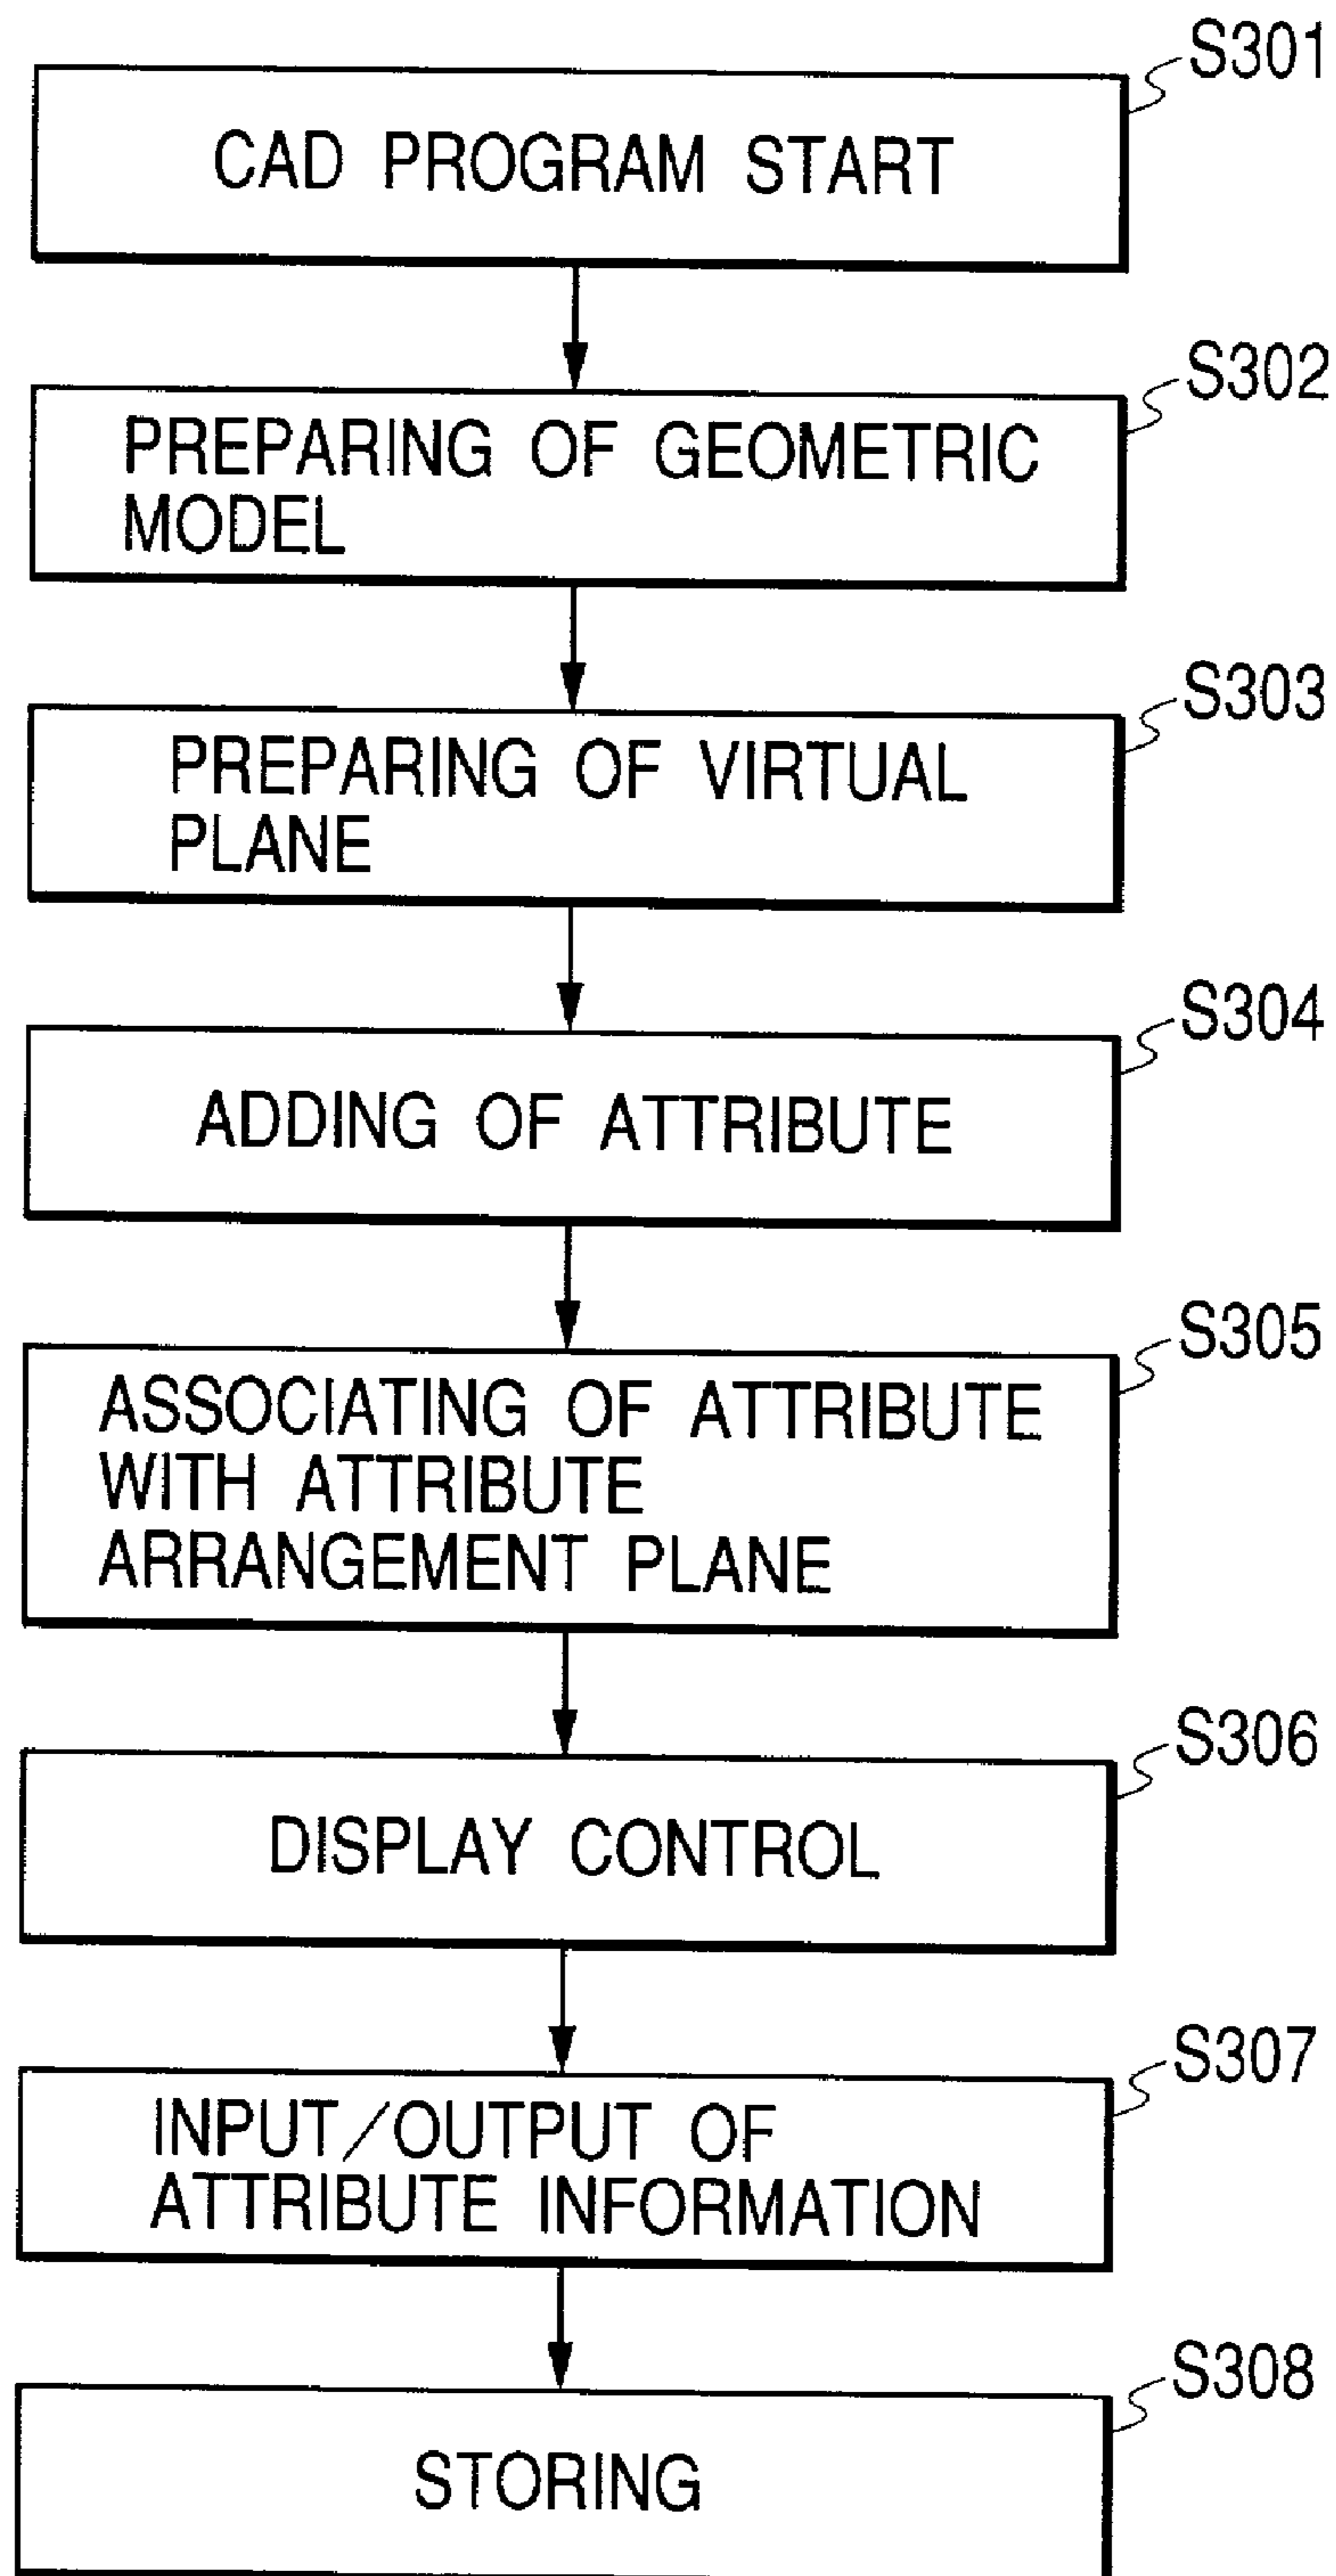 S301
CAD PROGRAM START
S302
PREPARING OF GEOMETRIC
MODEL
S303
PREPARING OF VIRTUAL
PLANE
S304
ADDING OF ATTRIBUTE
S305
ASSOCIATING OF ATTRIBUTE
WITH ATTRIBUTE
ARRANGEMENT PLANE
S306
DISPLAY CONTROL
S307
INPUT/OUTPUT OF
ATTRIBUTE INFORMATION
S308
STORING